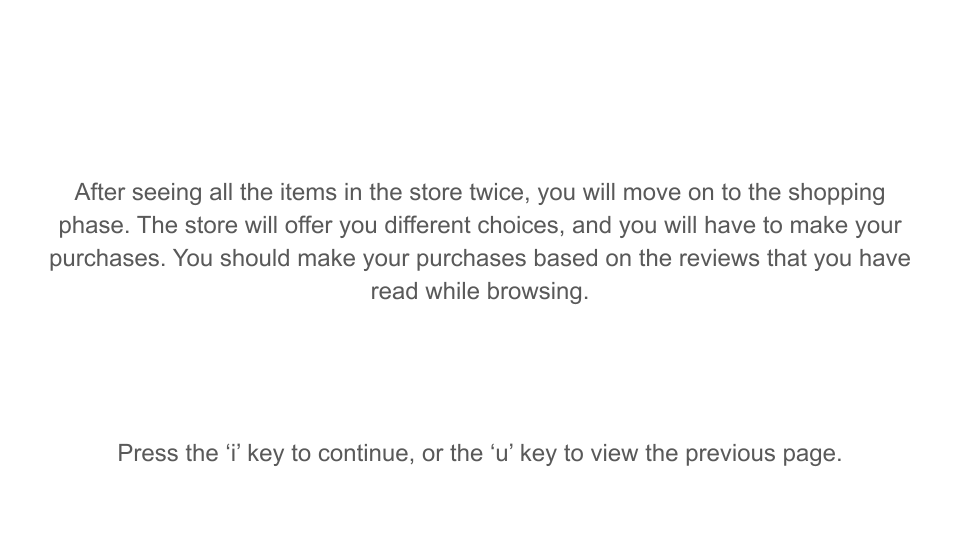 After seeing all the items in the store twice, you will move on to the shopping
phase. The store will offer you different choices, and you will have to make your
purchases. You should make your purchases based on the reviews that you have
read while browsing.
Press the ‘i’ key to continue, or the ‘u’ key to view the previous page.